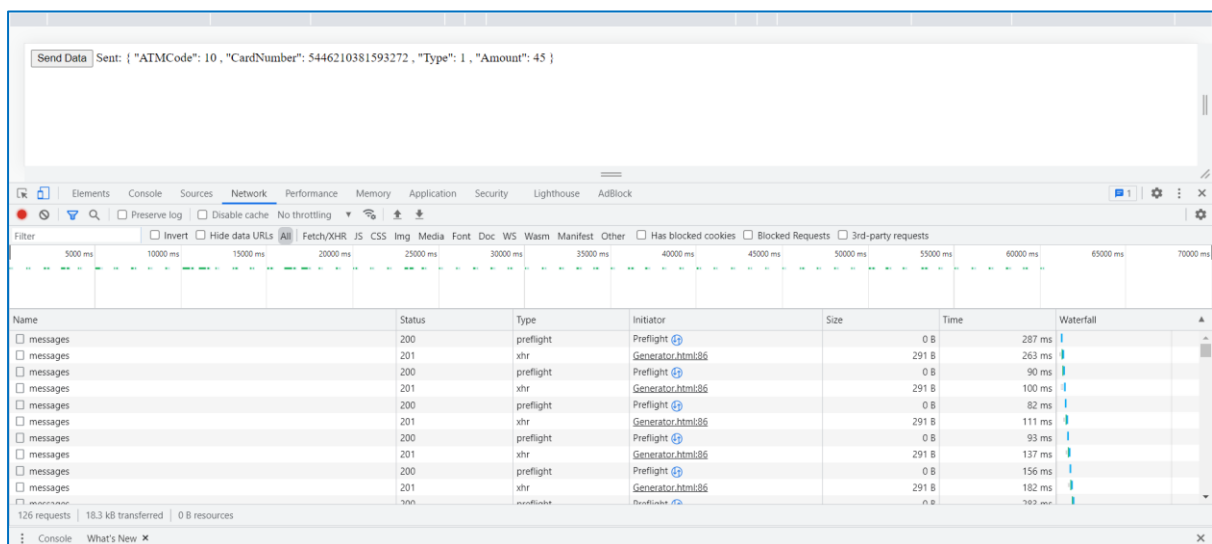 Send Data Sent: { "ATMCode": 10 , "CardNumber": 5446210381593272 , "Type": 1 , "Amount": 45 }
Elements Console Sources Network Performance Memory Application Security Lighthouse AdBlock 1
Preserve log Disable cache No throttling
Filter Invert Hide data URLs All Fetch/XHR JS CSS Img Media Font Doc WS Wasm Manifest Other Has blocked cookies Blocked Requests 3rd-party requests
5000 ms 10000 ms 15000 ms 20000 ms 25000 ms 30000 ms 35000 ms 40000 ms 45000 ms 50000 ms 55000 ms 60000 ms 65000 ms 70000 ms
Name Status Type Initiator Size Time Waterfall
messages 200 preflight Preflight 0 B 287 ms
messages 201 xhr Generator.html:86 291 B 263 ms
messages 200 preflight Preflight 0 B 90 ms
messages 201 xhr Generator.html:86 291 B 100 ms
messages 200 preflight Preflight 0 B 82 ms
messages 201 xhr Generator.html:86 291 B 111 ms
messages 200 preflight Preflight 0 B 93 ms
messages 201 xhr Generator.html:86 291 B 137 ms
messages 200 preflight Preflight 0 B 156 ms
messages 201 xhr Generator.html:86 291 B 182 ms
messages 200 preflight Preflight 0 B 283 ms
126 requests 18.3 kB transferred 0 B resources
Console What's New